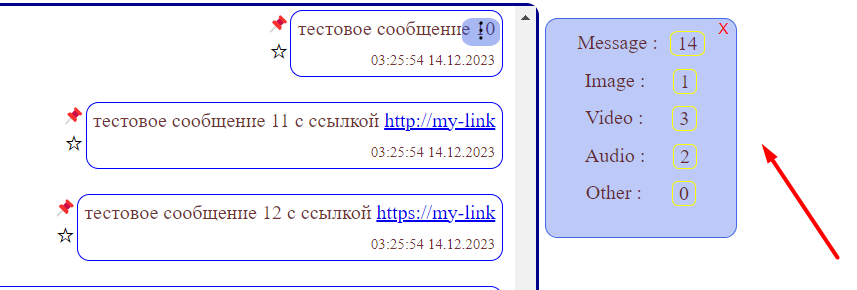 тестовое сообщение 10
03:25:54 14.12.2023
тестовое сообщение 11 с ссылкой http://my-link
03:25:54 14.12.2023
тестовое сообщение 12 с ссылкой https://my-link
03:25:54 14.12.2023
X
Message : 14
Image : 1
Video : 3
Audio : 2
Other : 0